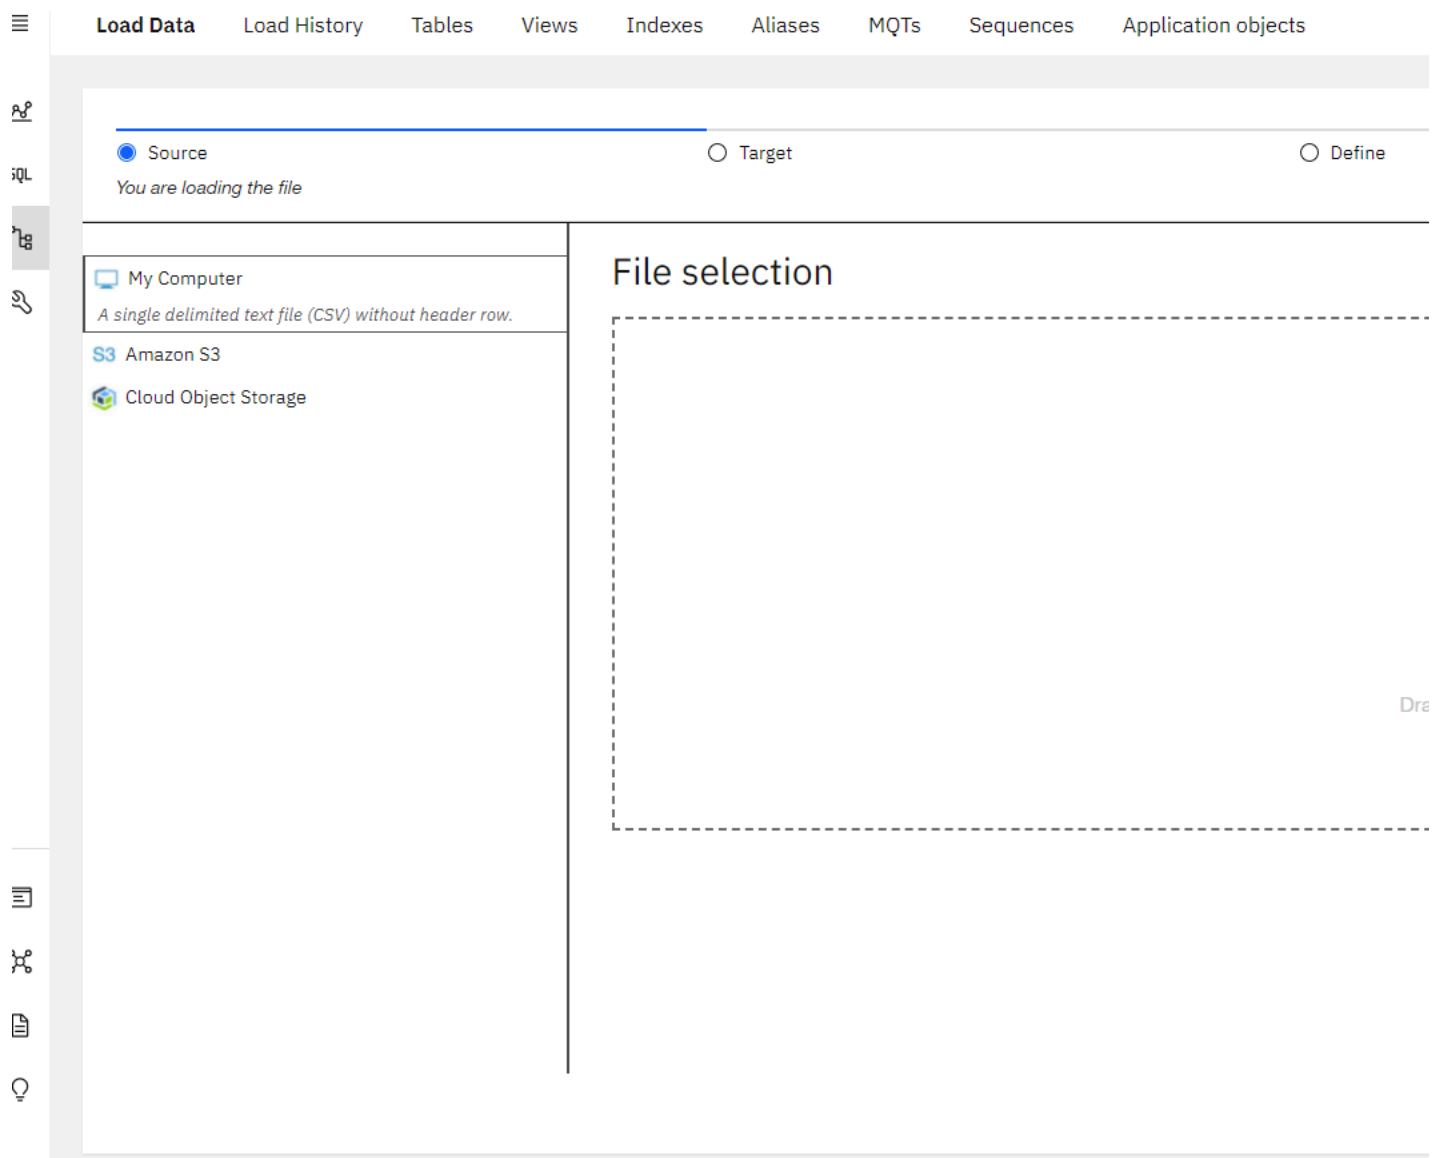 Load Data Load History Tables Views Indexes Aliases MQTs Sequences Application objects
Source Target Define
You are loading the file
SQL
My Computer
A single delimited text file (CSV) without header row.
S3 Amazon S3
Cloud Object Storage
File selection
Dra